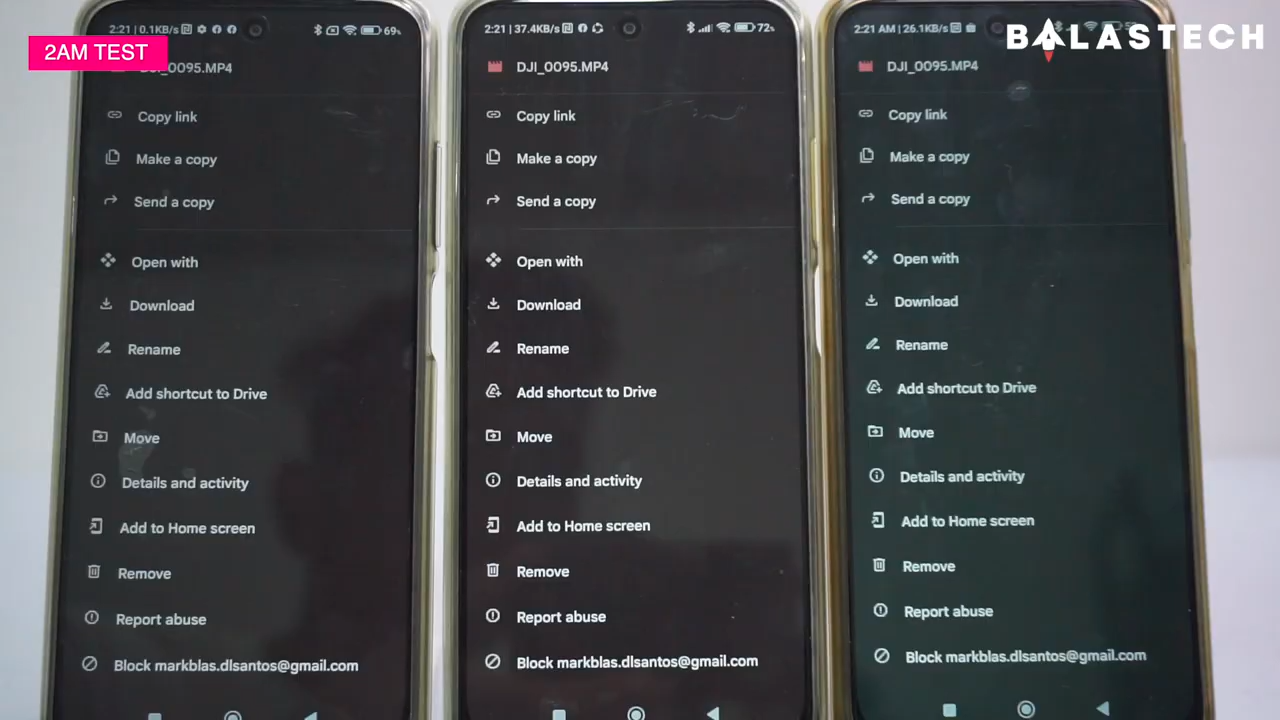 2AM TEST
BALASTECH
2:21 | 0.1KB/s
69%
DJI_0095.MP4
Copy link
Make a copy
Send a copy
Open with
Download
Rename
Add shortcut to Drive
Move
Details and activity
Add to Home screen
Remove
Report abuse
Block markblas.dlsantos@gmail.com
2:21 | 37.4KB/s
72%
DJI_0095.MP4
Copy link
Make a copy
Send a copy
Open with
Download
Rename
Add shortcut to Drive
Move
Details and activity
Add to Home screen
Remove
Report abuse
Block markblas.dlsantos@gmail.com
2:21 AM | 26.1KB/s
DJI_0095.MP4
Copy link
Make a copy
Send a copy
Open with
Download
Rename
Add shortcut to Drive
Move
Details and activity
Add to Home screen
Remove
Report abuse
Block markblas.dlsantos@gmail.com